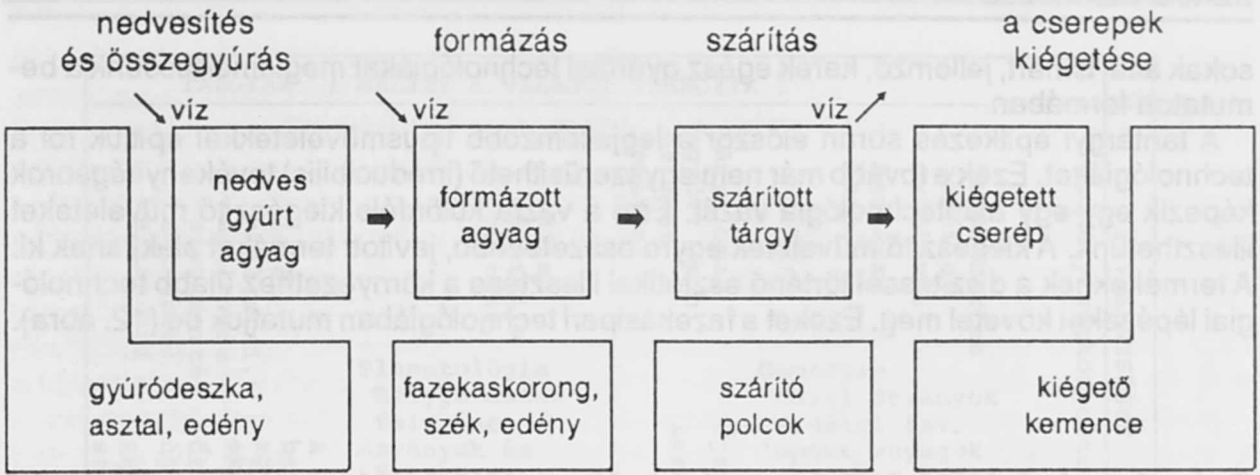 nedvesítés
és összegyúrás
formázás
szárítás
a cserepek
kiégetése
víz
víz
víz
nedves
gyúrt
agyag
formázott
agyag
szárított
tárgy
kiégetett
cserép
gyúródeszka,
asztal, edény
fazekaskorong,
szék, edény
szárító
polcok
kiégető
kemence